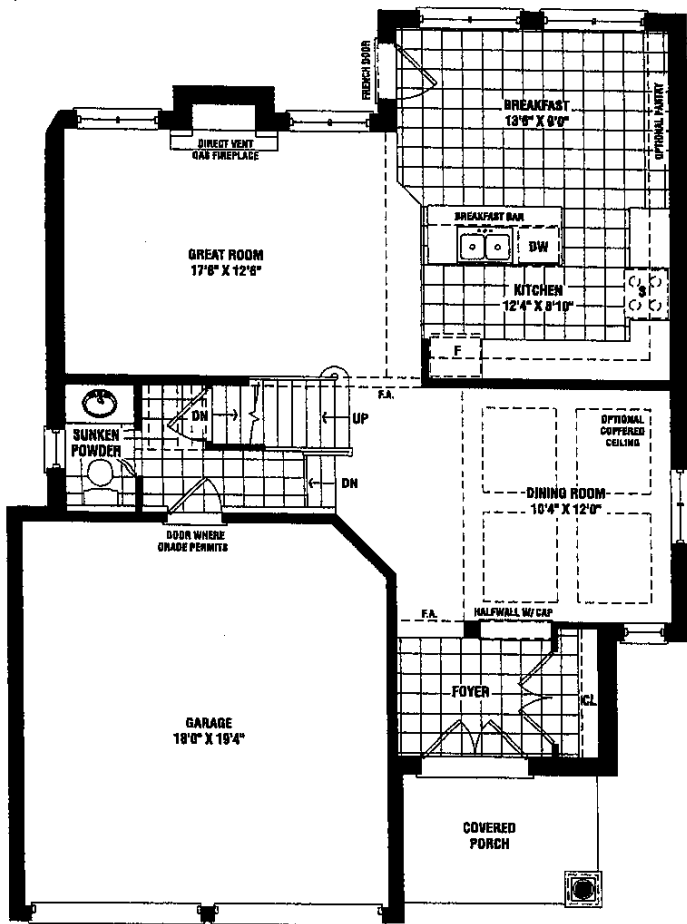 FRENCH DOOR
BREAKFAST
13'6" X 9'0"
OPTIONAL PANTRY
DIRECT VENT
GAS FIREPLACE
BREAKFAST BAR
DW
GREAT ROOM
17'6" X 12'6"
KITCHEN
12'4" X 8'10"
S
F
F.A.
DN
UP
SUNKEN
POWDER
OPTIONAL
COFFERED
CEILING
DN
DINING ROOM
10'4" X 12'0"
DOOR WHERE
GRADE PERMITS
F.A.
HALFWALL W/ CAP
FOYER
CL
GARAGE
18'0" X 19'4"
COVERED
PORCH